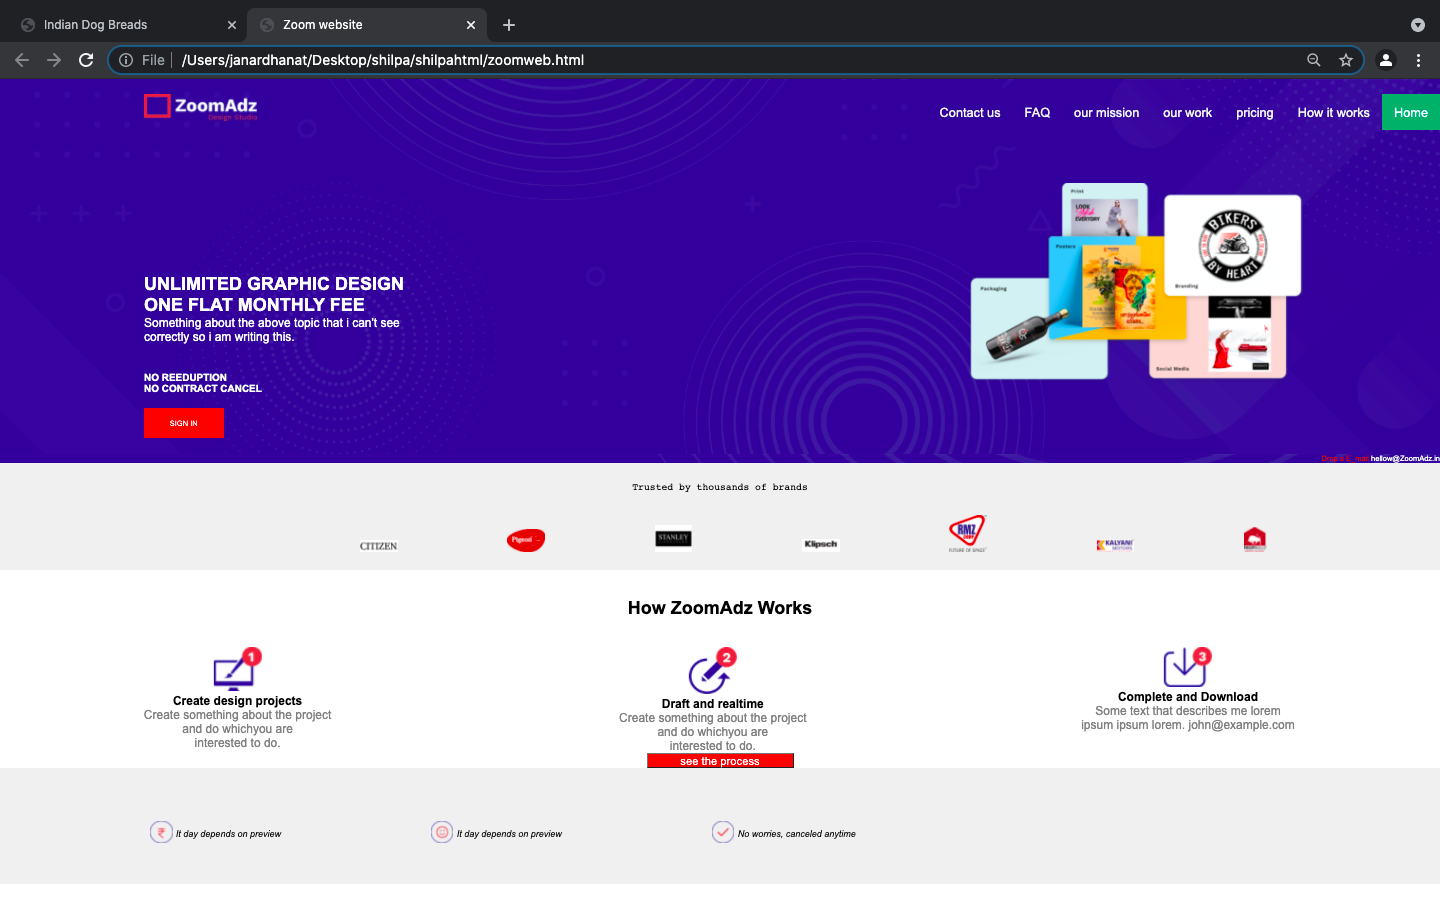 Indian Dog Breads
Zoom website
File
/Users/janardhanat/Desktop/shilpa/shilpahtml/zoomweb.html
ZoomAdz
Design Studio
Contact us
FAQ
our mission
our work
pricing
How it works
Home
Print
LOOK
EVERYDAY
Posters
Packaging
BIKERS
BY HEART
Branding
Social Media
UNLIMITED GRAPHIC DESIGN
ONE FLAT MONTHLY FEE
Something about the above topic that i can't see
correctly so i am writing this.
NO REEDUPTION
NO CONTRACT CANCEL
SIGN IN
hellow@ZoomAdz.in
Trusted by thousands of brands
CITIZEN
Pigeon
STANLEY
Klipsch
RMZ
CORP
FUTURE OF SPACE
KALYANI
MOTORS
How ZoomAdz Works
1
Create design projects
Create something about the project
and do whichyou are
interested to do.
2
Draft and realtime
Create something about the project
and do whichyou are
interested to do.
see the process
3
Complete and Download
Some text that describes me lorem
ipsum ipsum lorem. john@example.com
₹ It day depends on preview
It day depends on preview
No worries, canceled anytime